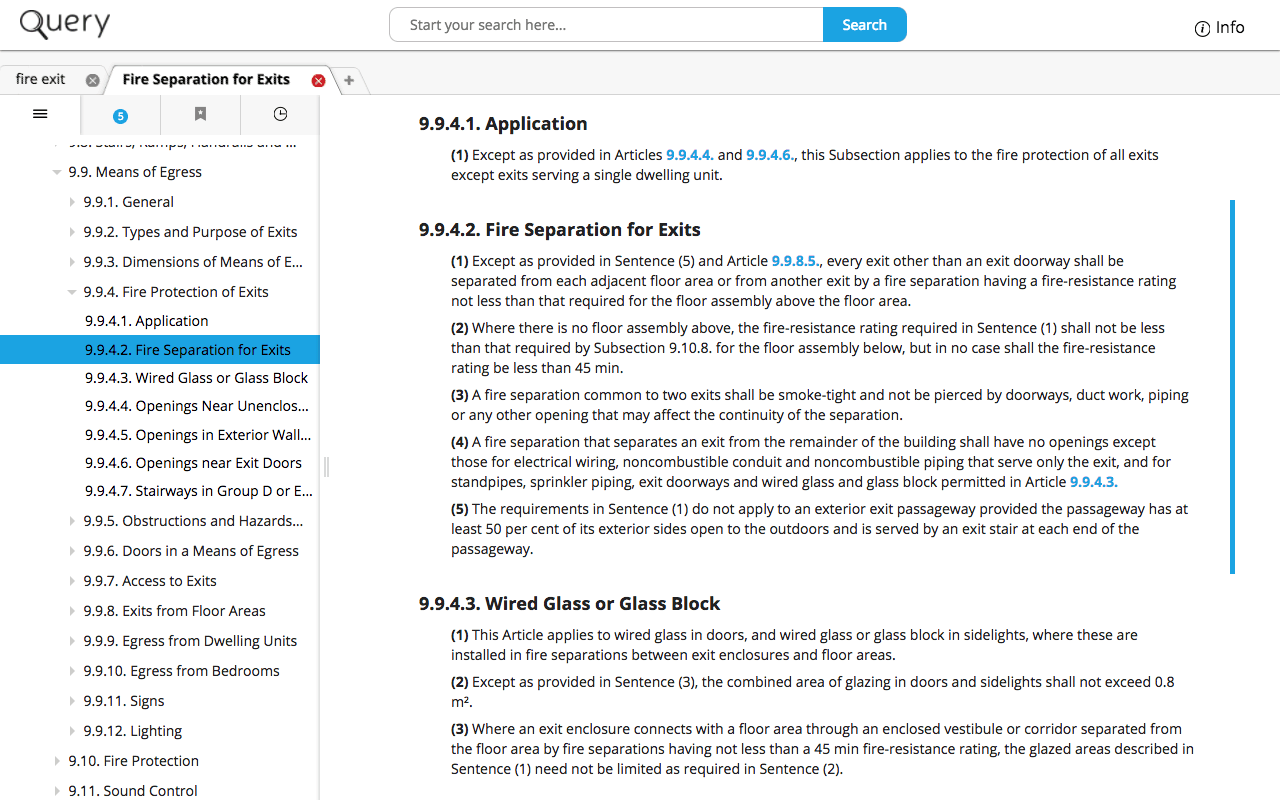 Query
Start your search here...
Search
Info
fire exit
Fire Separation for Exits
5
9.8. Stairs, Ramps, Handrails and ...
9.9. Means of Egress
9.9.1. General
9.9.2. Types and Purpose of Exits
9.9.3. Dimensions of Means of E...
9.9.4. Fire Protection of Exits
9.9.4.1. Application
9.9.4.2. Fire Separation for Exits
9.9.4.3. Wired Glass or Glass Block
9.9.4.4. Openings Near Unenclos...
9.9.4.5. Openings in Exterior Wall...
9.9.4.6. Openings near Exit Doors
9.9.4.7. Stairways in Group D or E...
9.9.5. Obstructions and Hazards...
9.9.6. Doors in a Means of Egress
9.9.7. Access to Exits
9.9.8. Exits from Floor Areas
9.9.9. Egress from Dwelling Units
9.9.10. Egress from Bedrooms
9.9.11. Signs
9.9.12. Lighting
9.10. Fire Protection
9.11. Sound Control
9.9.4.1. Application
(1) Except as provided in Articles 9.9.4.4. and 9.9.4.6., this Subsection applies to the fire protection of all exits
except exits serving a single dwelling unit.
9.9.4.2. Fire Separation for Exits
(1) Except as provided in Sentence (5) and Article 9.9.8.5., every exit other than an exit doorway shall be
separated from each adjacent floor area or from another exit by a fire separation having a fire-resistance rating
not less than that required for the floor assembly above the floor area.
(2) Where there is no floor assembly above, the fire-resistance rating required in Sentence (1) shall not be less
than that required by Subsection 9.10.8. for the floor assembly below, but in no case shall the fire-resistance
rating be less than 45 min.
(3) A fire separation common to two exits shall be smoke-tight and not be pierced by doorways, duct work, piping
or any other opening that may affect the continuity of the separation.
(4) A fire separation that separates an exit from the remainder of the building shall have no openings except
those for electrical wiring, noncombustible conduit and noncombustible piping that serve only the exit, and for
standpipes, sprinkler piping, exit doorways and wired glass and glass block permitted in Article 9.9.4.3.
(5) The requirements in Sentence (1) do not apply to an exterior exit passageway provided the passageway has at
least 50 per cent of its exterior sides open to the outdoors and is served by an exit stair at each end of the
passageway.
9.9.4.3. Wired Glass or Glass Block
(1) This Article applies to wired glass in doors, and wired glass or glass block in sidelights, where these are
installed in fire separations between exit enclosures and floor areas.
(2) Except as provided in Sentence (3), the combined area of glazing in doors and sidelights shall not exceed 0.8
m².
(3) Where an exit enclosure connects with a floor area through an enclosed vestibule or corridor separated from
the floor area by fire separations having not less than a 45 min fire-resistance rating, the glazed areas described in
Sentence (1) need not be limited as required in Sentence (2).